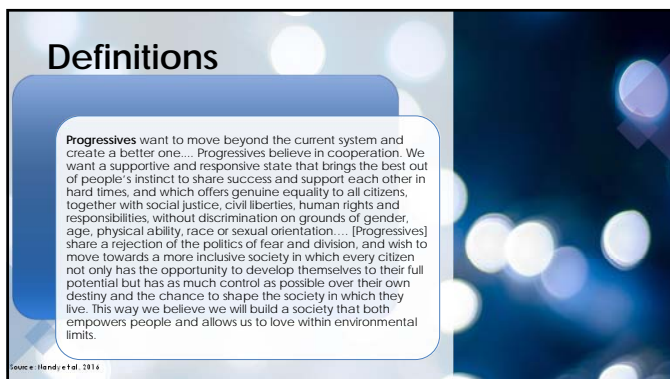 Definitions
Progressives want to move beyond the current system and
create a better one.... Progressives believe in cooperation. We
want a supportive and responsive state that brings the best out
of people's instinct to share success and support each other in
hard times, and which offers genuine equality to all citizens,
together with social justice, civil liberties, human rights and
responsibilities, without discrimination on grounds of gender,
age, physical ability, race or sexual orientation.... [Progressives]
share a rejection of the politics of fear and division, and wish to
move towards a more inclusive society in which every citizen
not only has the opportunity to develop themselves to their full
potential but has as much control as possible over their own
destiny and the chance to shape the society in which they
live. This way we believe we will build a society that both
empowers people and allows us to love within environmental
limits.
Source: Nandy et al. 2016